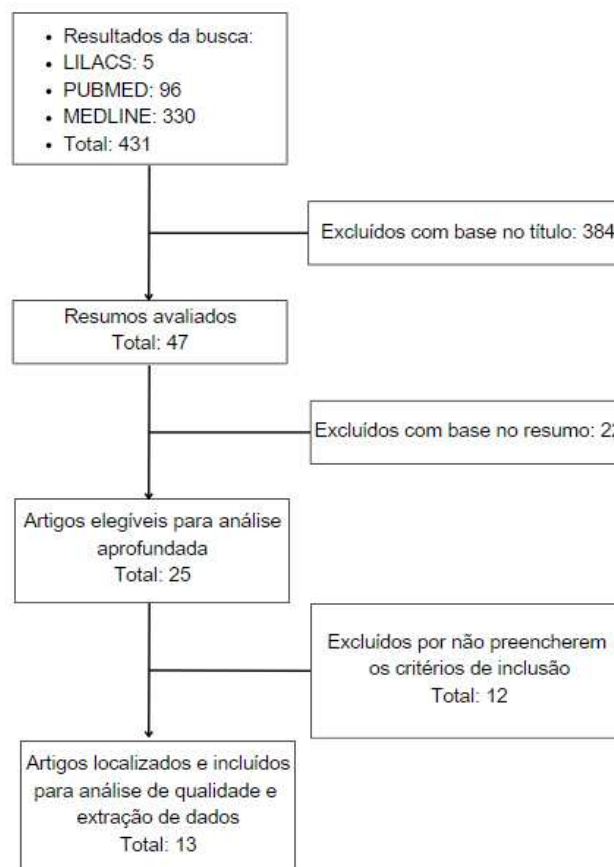 • Resultados da busca:
• LILACS: 5
• PUBMED: 96
• MEDLINE: 330
• Total: 431
Excluídos com base no título: 384
Resumos avaliados
Total: 47
Excluídos com base no resumo: 22
Artigos elegíveis para análise
aprofundada
Total: 25
Excluídos por não preencherem
os critérios de inclusão
Total: 12
Artigos localizados e incluídos
para análise de qualidade e
extração de dados
Total: 13